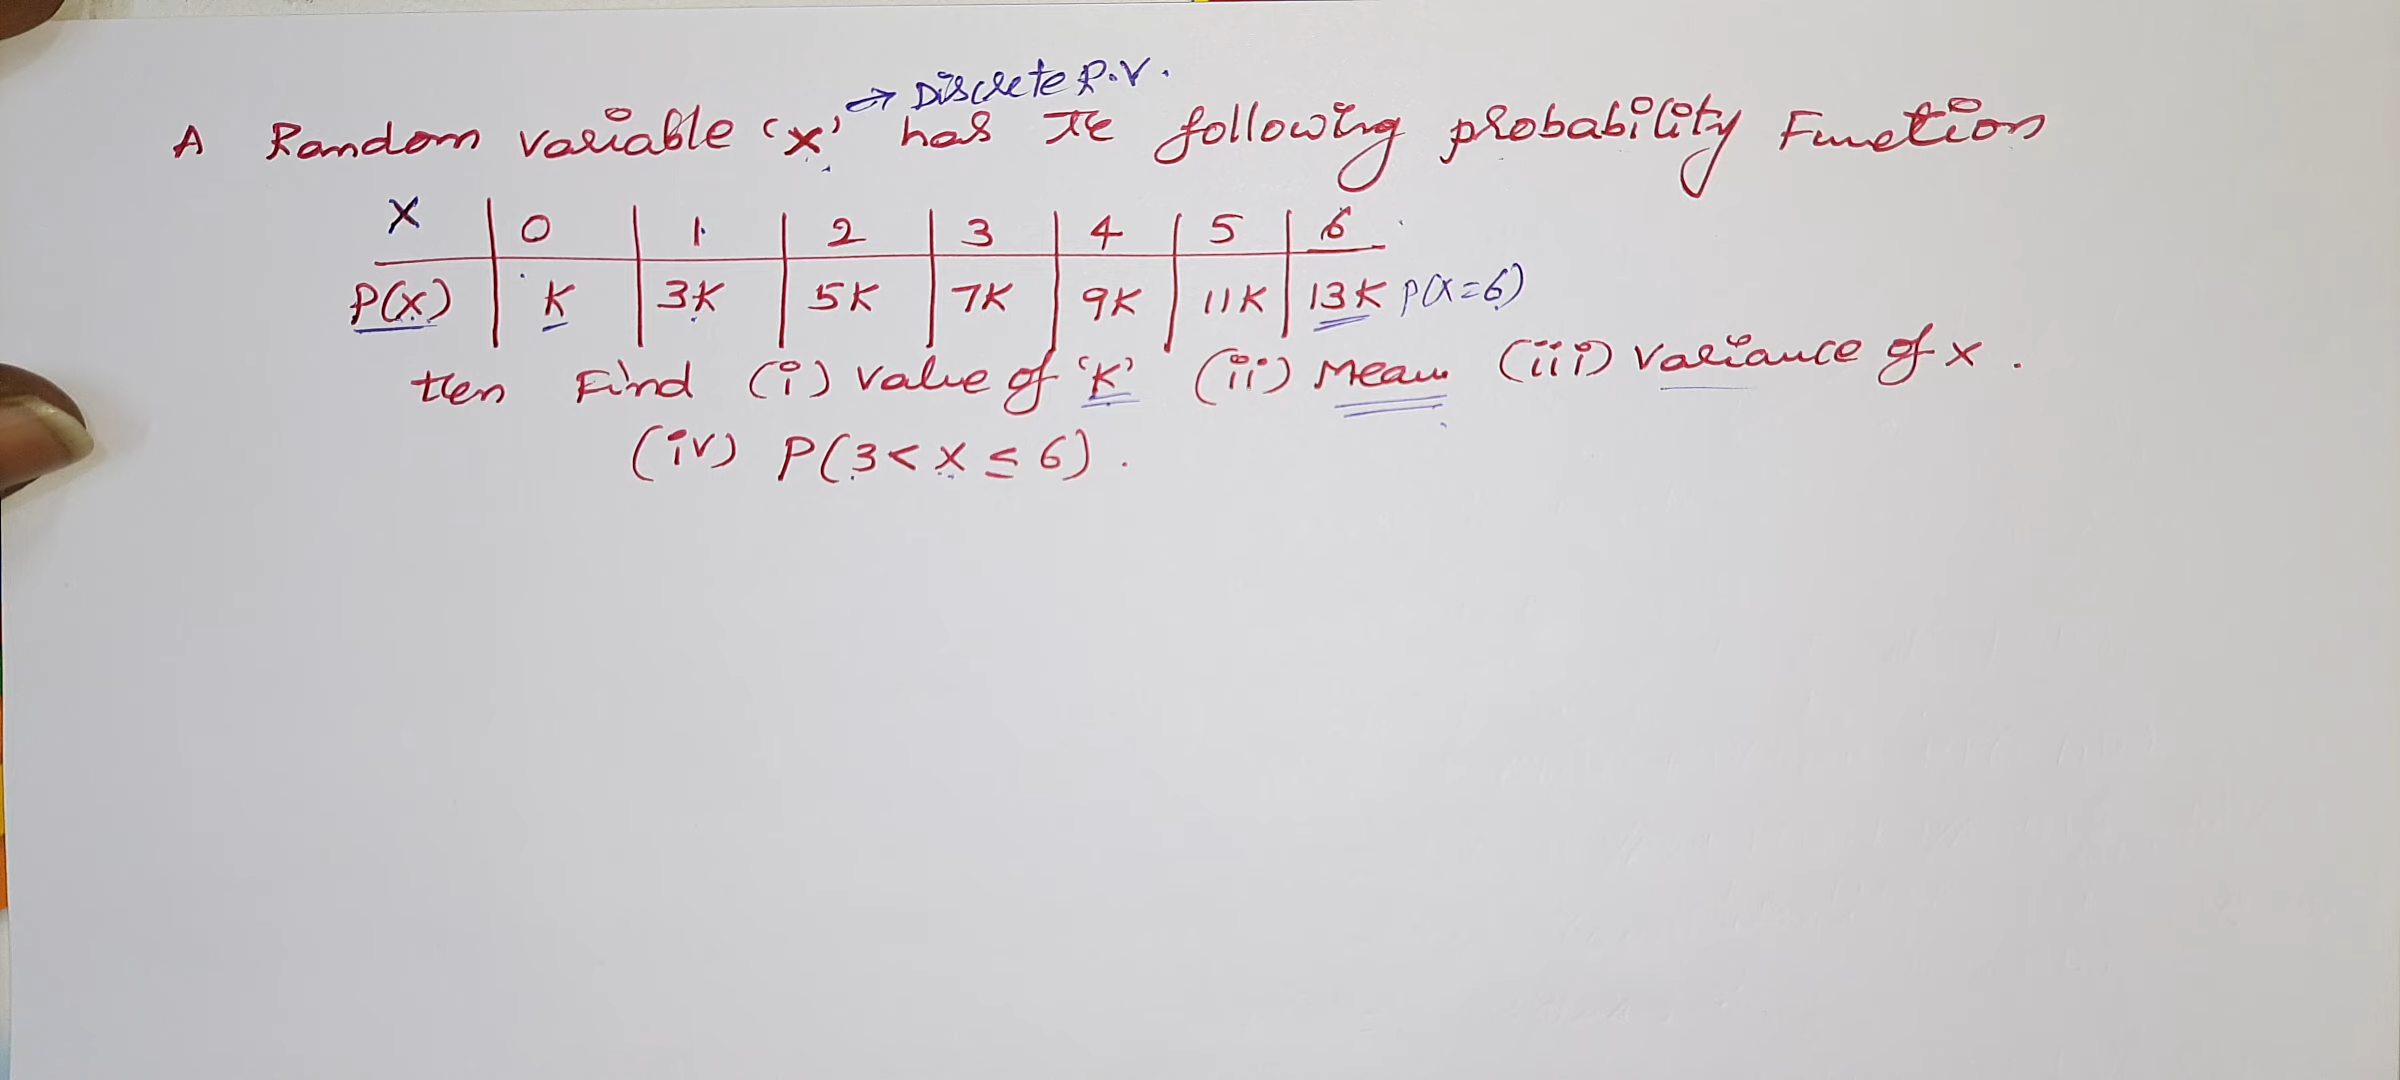 → Discrete R.V.
A Random variable 'x' has the following probability Function
X 0 1 2 3 4 5 6
P(x) K 3K 5K 7K 9K 11K 13K P(X=6)
then Find (i) value of 'K' (ii) Mean (iii) variance of x.
(iv) P(3<x≤6).